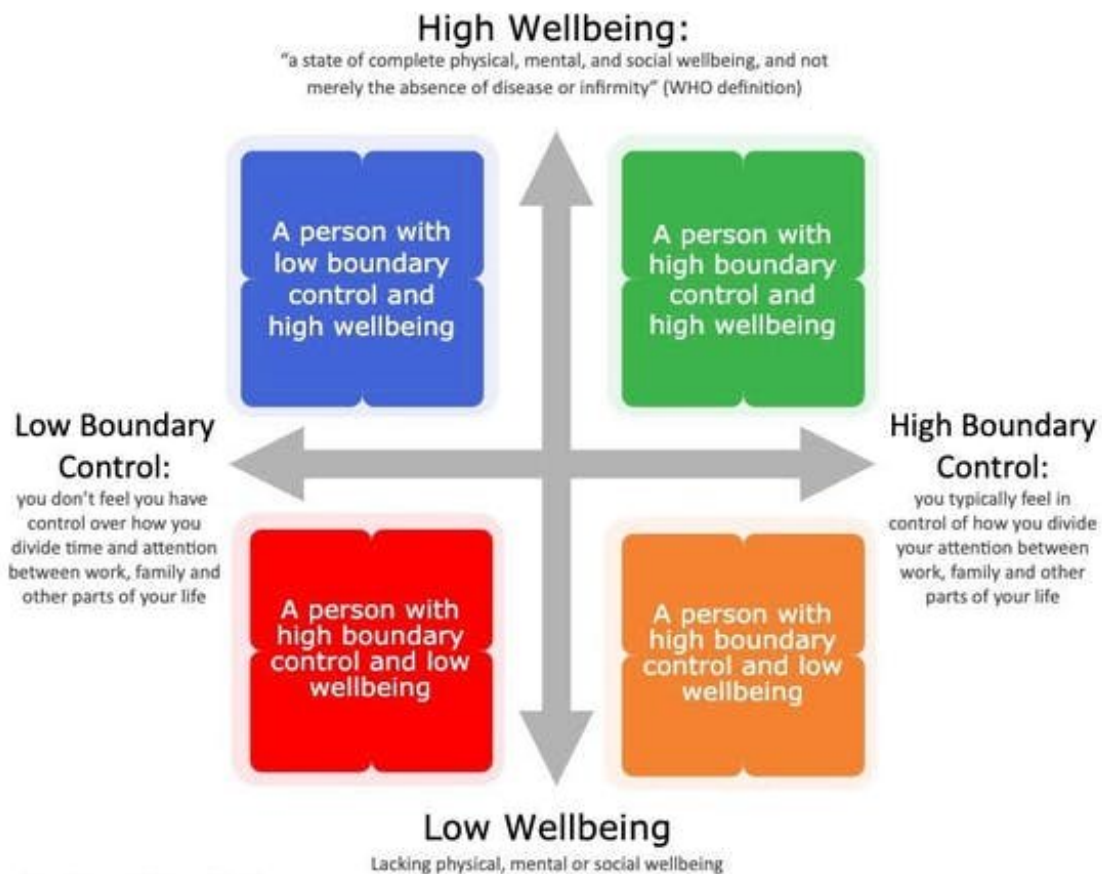 High Wellbeing:
“a state of complete physical, mental, and social wellbeing, and not
merely the absence of disease or infirmity” (WHO definition)
A person with
low boundary
control and
high wellbeing
A person with
high boundary
control and
high wellbeing
Low Boundary
Control:
you don’t feel you have
control over how you
divide time and attention
between work, family and
other parts of your life
High Boundary
Control:
you typically feel in
control of how you divide
your attention between
work, family and other
parts of your life
A person with
high boundary
control and low
wellbeing
A person with
high boundary
control and low
wellbeing
Low Wellbeing
Lacking physical, mental or social wellbeing